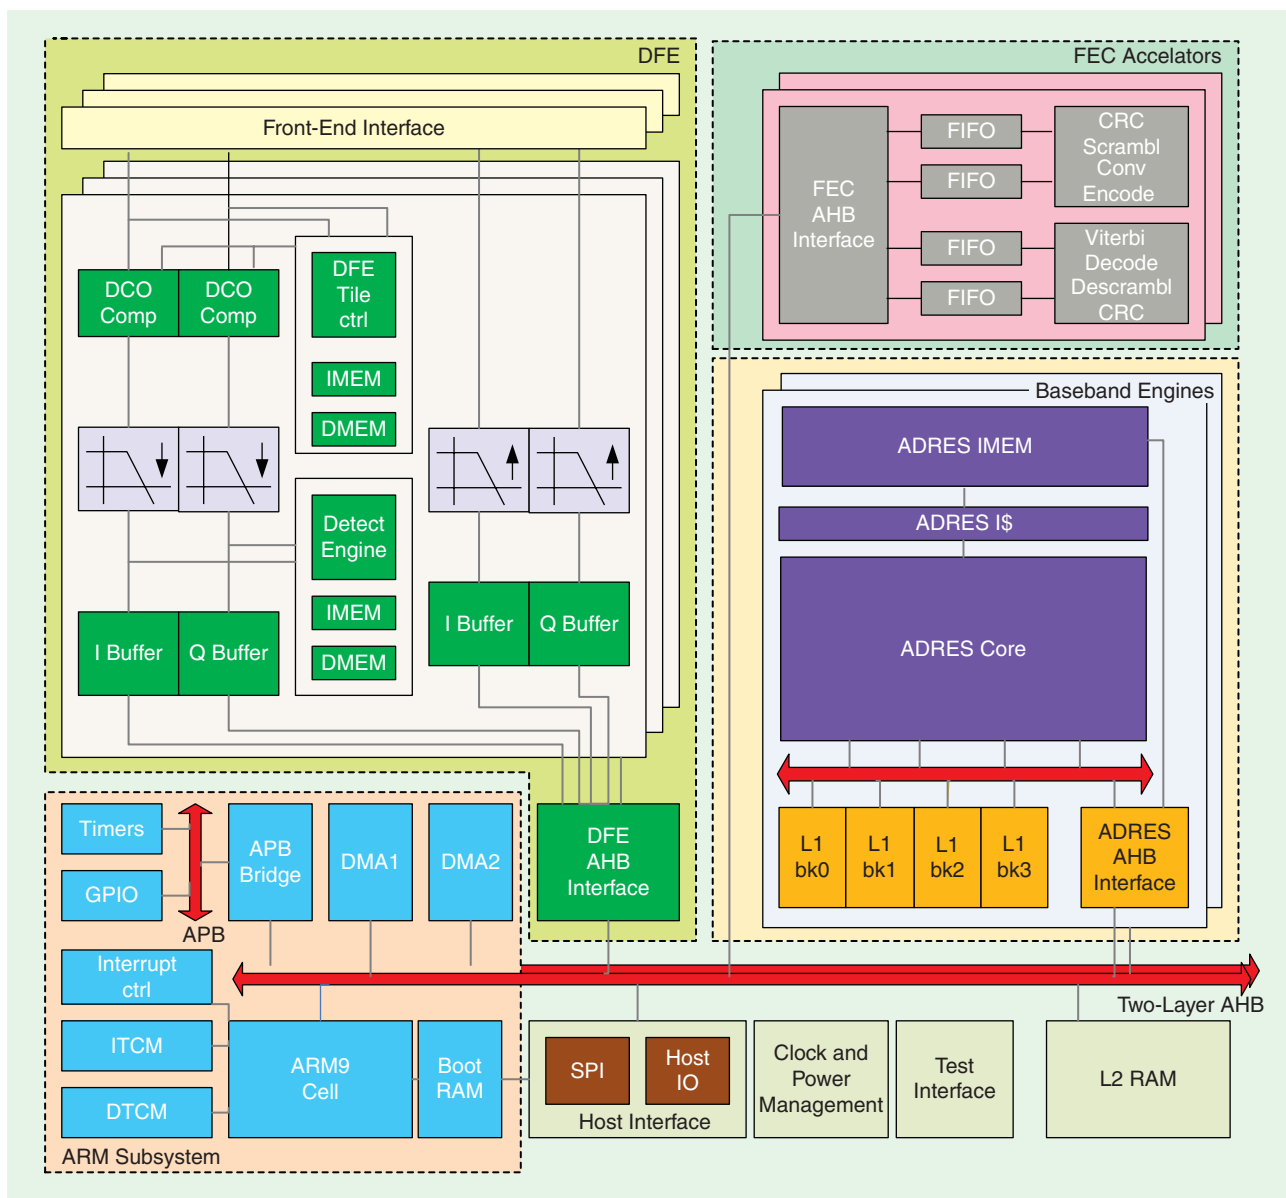 DFE
Front-End Interface
DCO
Comp
DCO
Comp
DFE
Tile
ctrl
IMEM
DMEM
Detect
Engine
IMEM
DMEM
I Buffer
Q Buffer
I Buffer
Q Buffer
DFE
AHB
Interface
FEC Accelators
FEC
AHB
Interface
FIFO
FIFO
FIFO
FIFO
CRC
Scrambl
Conv
Encode
Viterbi
Decode
Descrambl
CRC
Baseband Engines
ADRES IMEM
ADRES I$
ADRES Core
L1
bk0
L1
bk1
L1
bk2
L1
bk3
ADRES
AHB
Interface
Timers
GPIO
APB
APB
Bridge
DMA1
DMA2
Interrupt
ctrl
ITCM
DTCM
ARM9
Cell
Boot
RAM
ARM Subsystem
Two-Layer AHB
SPI
Host
IO
Host Interface
Clock and
Power
Management
Test
Interface
L2 RAM